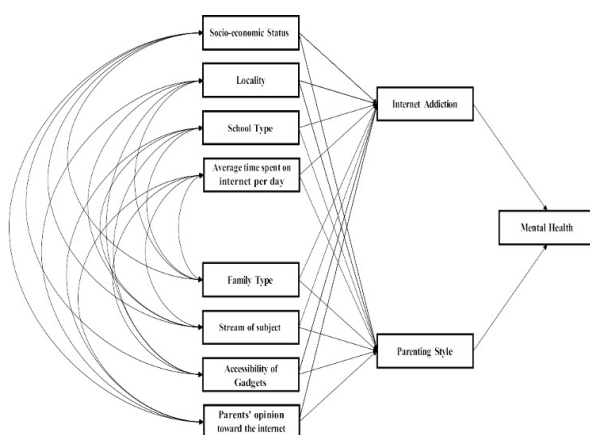 Socio-economic Status
Locality
School Type
Average time spent on
internet per day
Family Type
Stream of subject
Accessibility of
Gadgets
Parents' opinion
toward the internet
Internet Addiction
Parenting Style
Mental Health